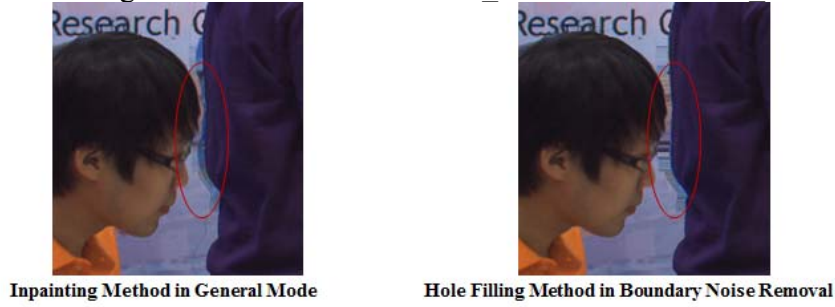 Research
Research
Inpainting Method in General Mode
Hole Filling Method in Boundary Noise Removal